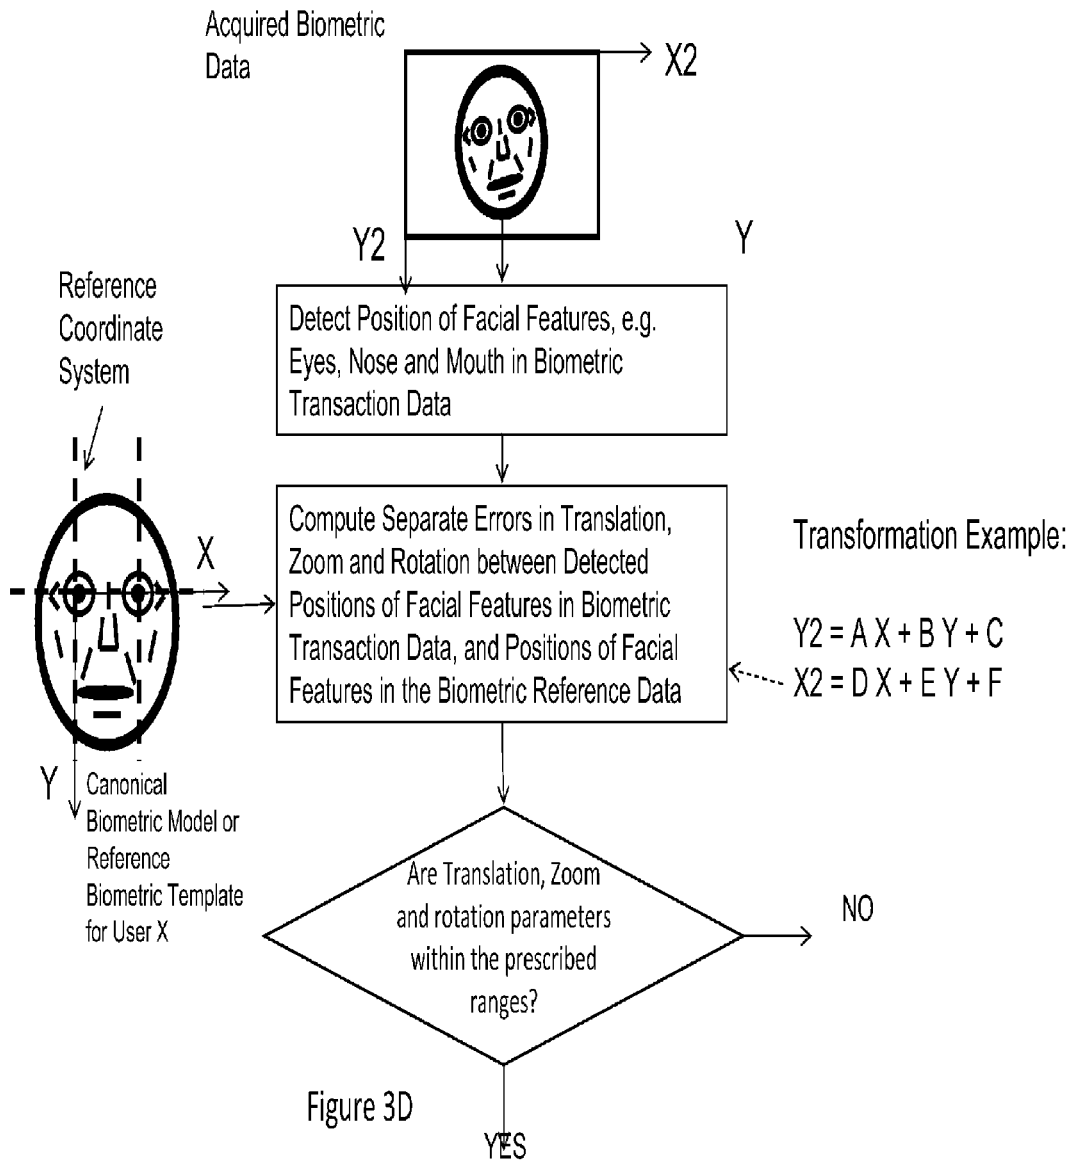 Acquired Biometric
Data
X2
Y2
Y
Detect Position of Facial Features, e.g.
Eyes, Nose and Mouth in Biometric
Transaction Data
Reference
Coordinate
System
X
Compute Separate Errors in Translation,
Zoom and Rotation between Detected
Positions of Facial Features in Biometric
Transaction Data, and Positions of Facial
Features in the Biometric Reference Data
Transformation Example:
Y2 = A X + B Y + C
X2 = D X + E Y + F
Y
Canonical
Biometric Model or
Reference
Biometric Template
for User X
Are Translation, Zoom
and rotation parameters
within the prescribed
ranges?
NO
Figure 3D
YES